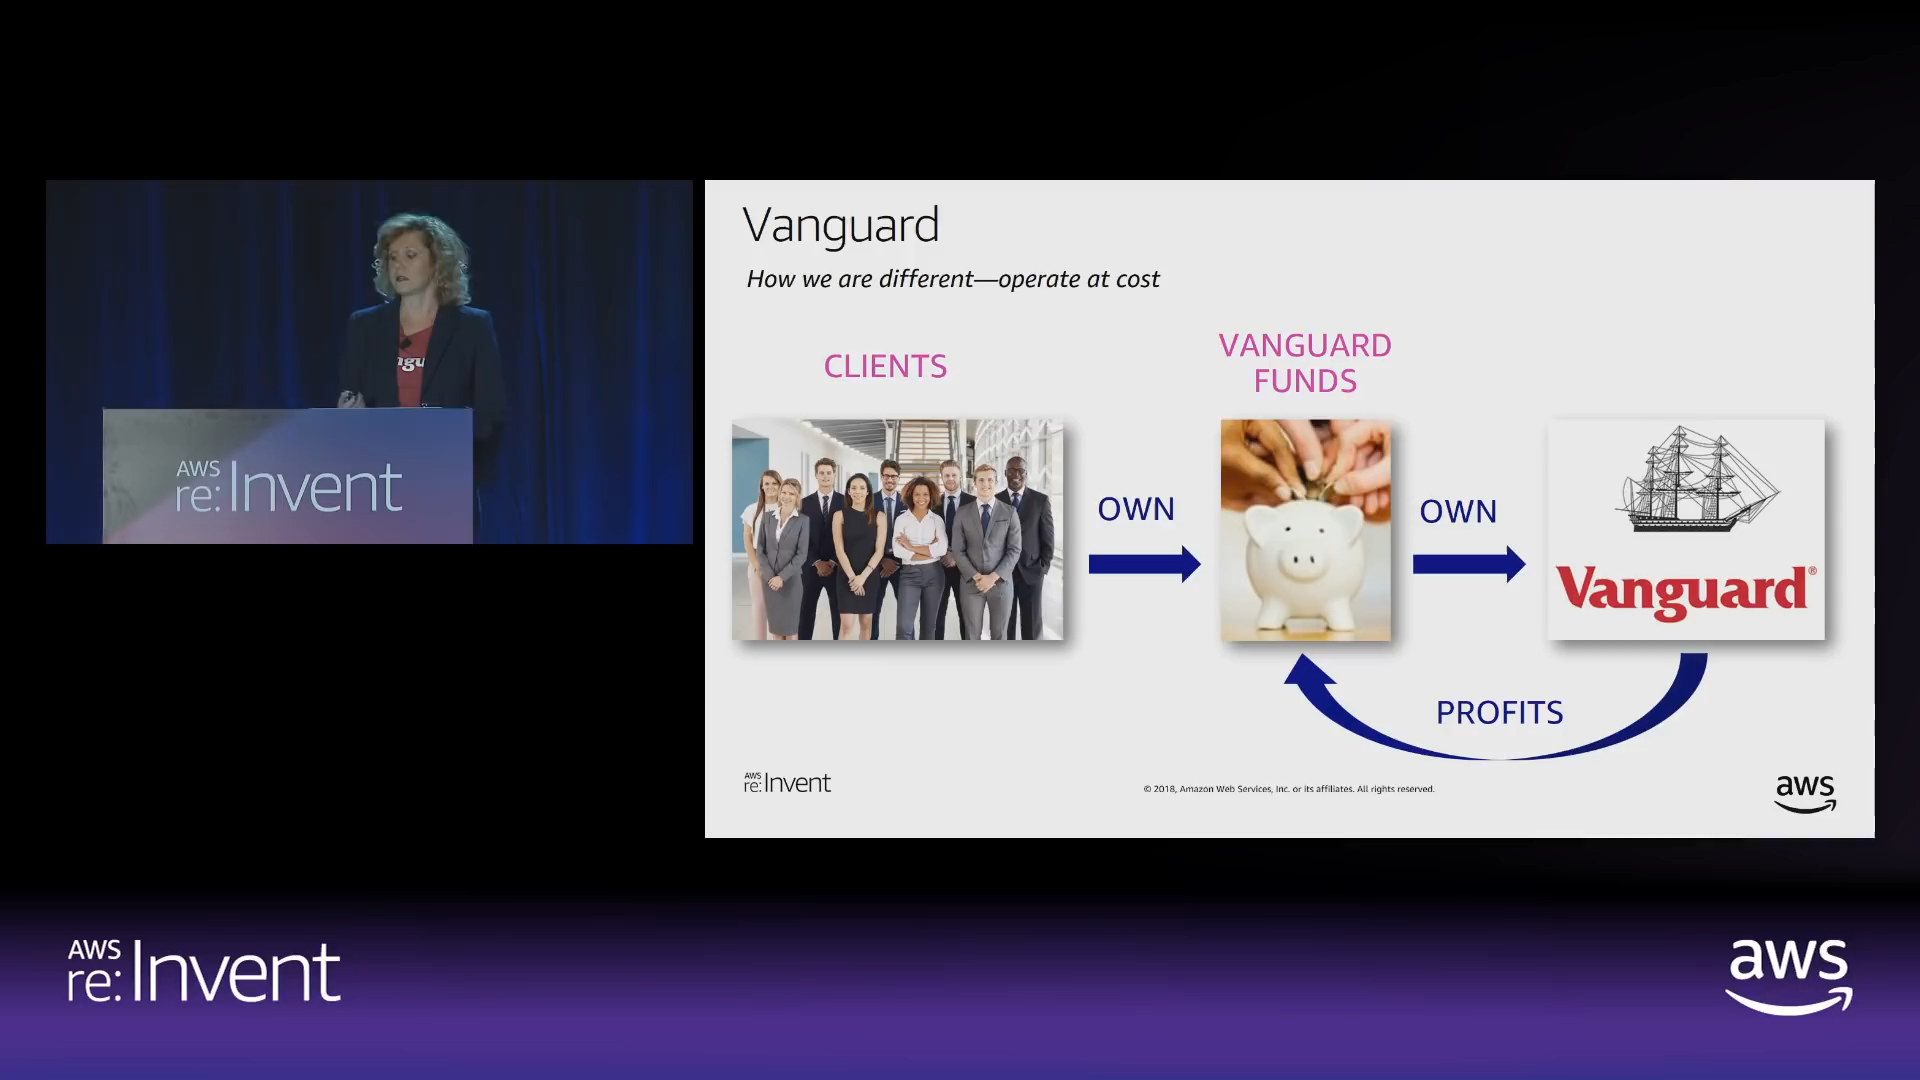 AWS
re:Invent
ngu
Vanguard
How we are different—operate at cost
CLIENTS
VANGUARD
FUNDS
OWN
OWN
Vanguard®
PROFITS
AWS
re:Invent
© 2018, Amazon Web Services, Inc. or its affiliates. All rights reserved.
aws
AWS
re:Invent
aws